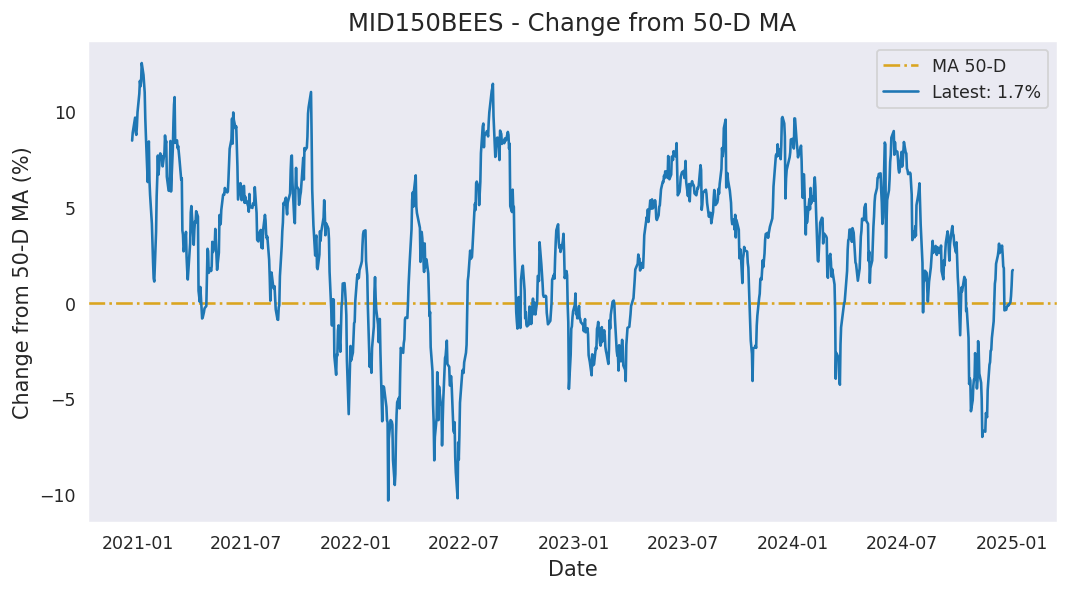 MID150BEES - Change from 50-D MA
MA 50-D
Latest: 1.7%
Change from 50-D MA (%)
10
5
0
−5
−10
2021-01 2021-07 2022-01 2022-07 2023-01 2023-07 2024-01 2024-07 2025-01
Date